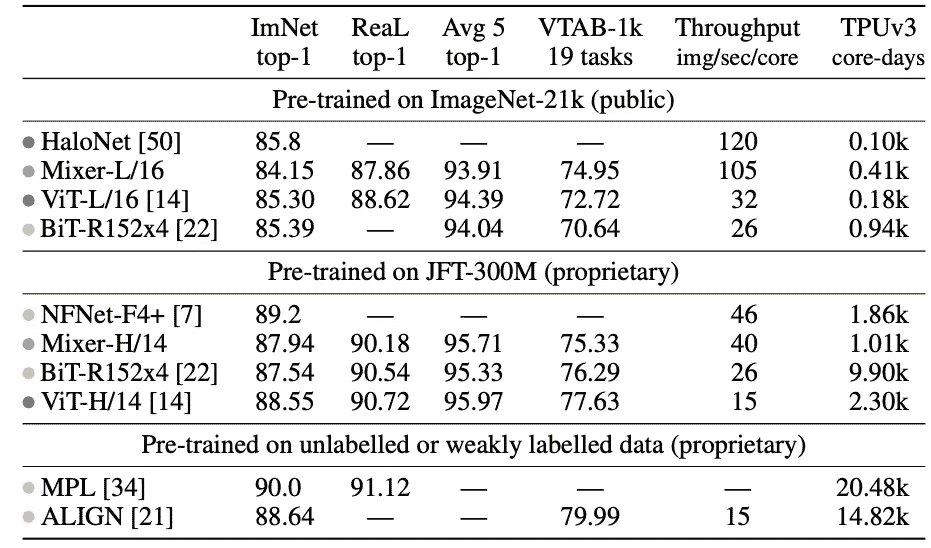 ImNet ReaL Avg 5 VTAB-1k Throughput TPUv3
top-1 top-1 top-1 19 tasks img/sec/core core-days
Pre-trained on ImageNet-21k (public)
HaloNet [50] 85.8 — — — 120 0.10k
Mixer-L/16 84.15 87.86 93.91 74.95 105 0.41k
ViT-L/16 [14] 85.30 88.62 94.39 72.72 32 0.18k
BiT-R152x4 [22] 85.39 — 94.04 70.64 26 0.94k
Pre-trained on JFT-300M (proprietary)
NFNet-F4+ [7] 89.2 — — — 46 1.86k
Mixer-H/14 87.94 90.18 95.71 75.33 40 1.01k
BiT-R152x4 [22] 87.54 90.54 95.33 76.29 26 9.90k
ViT-H/14 [14] 88.55 90.72 95.97 77.63 15 2.30k
Pre-trained on unlabelled or weakly labelled data (proprietary)
MPL [34] 90.0 91.12 — — — 20.48k
ALIGN [21] 88.64 — — 79.99 15 14.82k